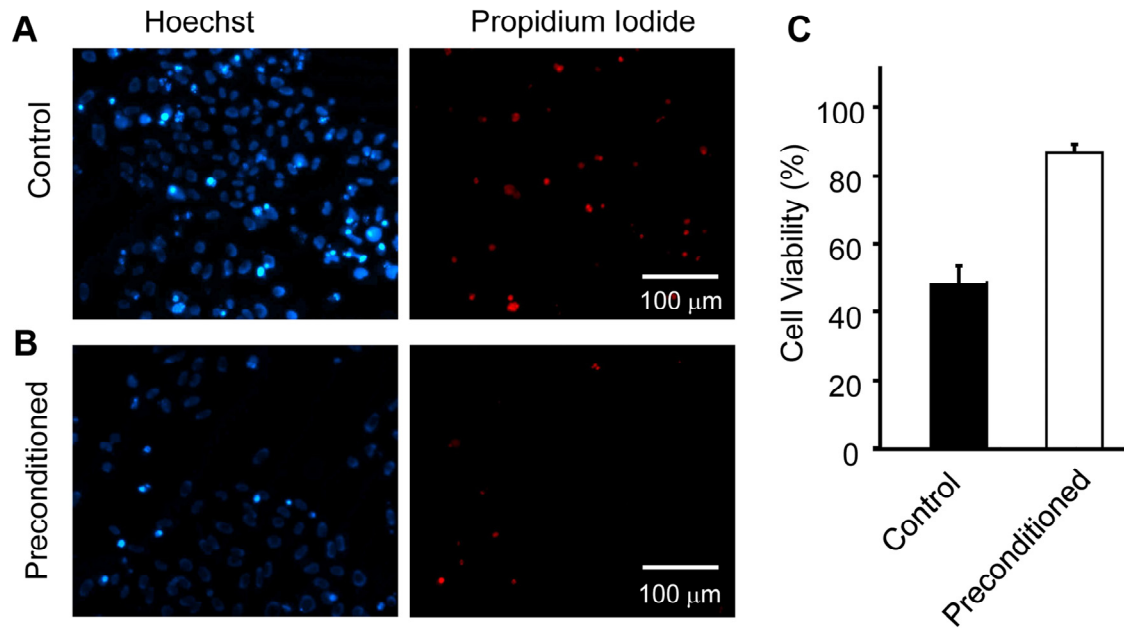 A
Hoechst
Propidium Iodide
Control
100 μm
B
Preconditioned
100 μm
C
Cell Viability (%)
100
80
60
40
20
0
Control
Preconditioned